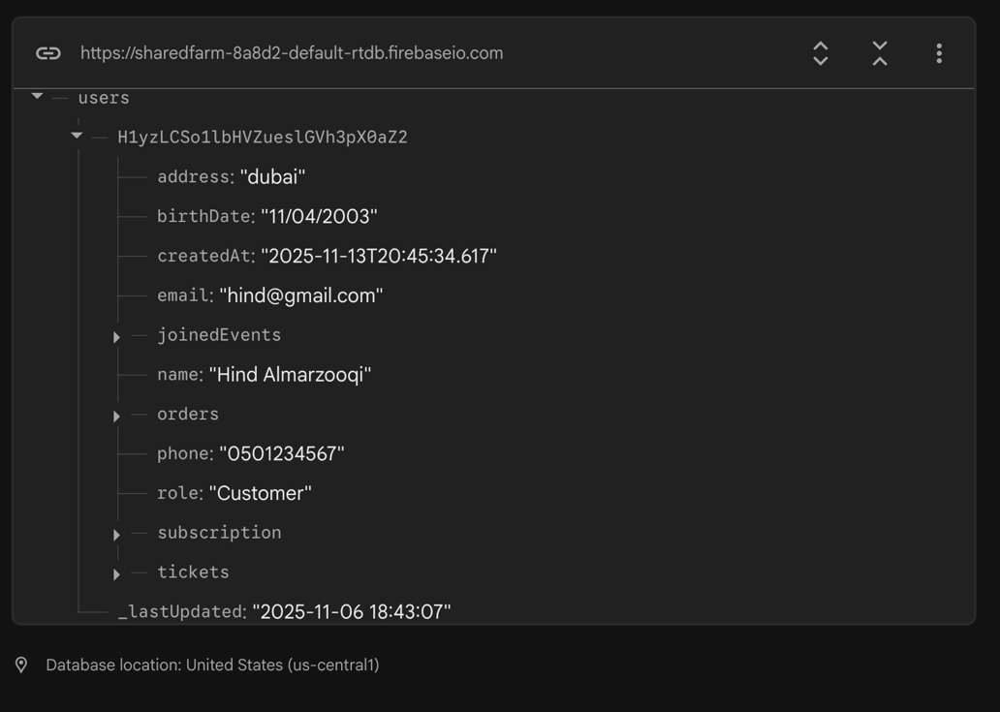 https://sharedfarm-8a8d2-default-rtdb.firebaseio.com
users
H1yzLCSo1lbHVZueslGVh3pX0aZ2
address: "dubai"
birthDate: "11/04/2003"
createdAt: "2025-11-13T20:45:34.617"
email: "hind@gmail.com"
joinedEvents
name: "Hind Almarzooqi"
orders
phone: "0501234567"
role: "Customer"
subscription
tickets
_lastUpdated: "2025-11-06 18:43:07"
Database location: United States (us-central1)